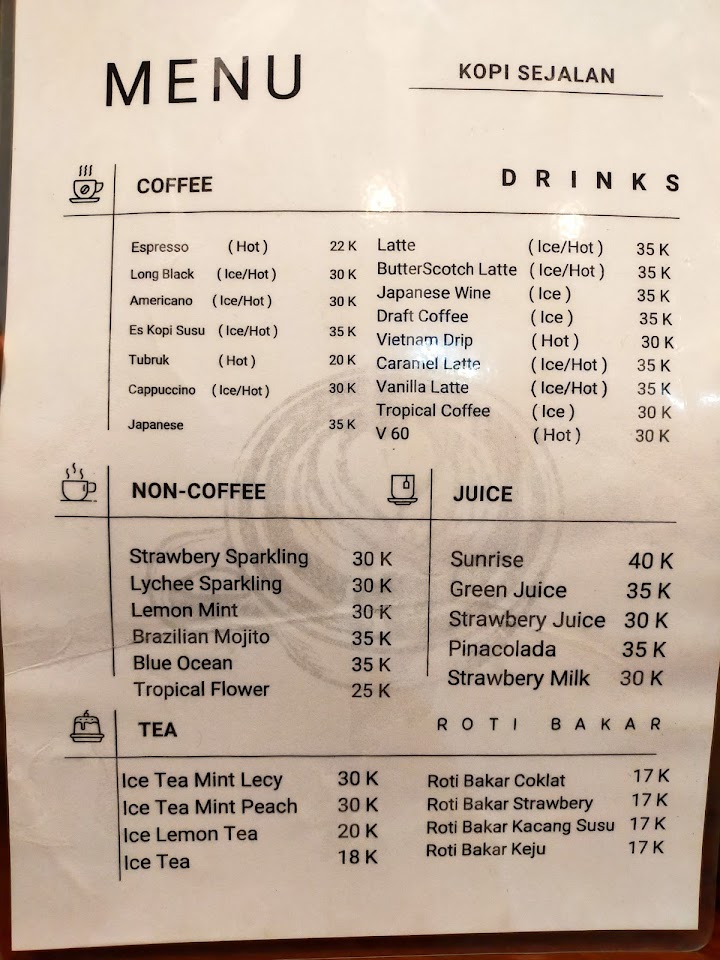 MENU
KOPI SEJALAN
COFFEE
DRINKS
Espresso (Hot) 22 K
Long Black (Ice/Hot) 30 K
Americano (Ice/Hot) 30 K
Es Kopi Susu (Ice/Hot) 35 K
Tubruk (Hot) 20 K
Cappuccino (Ice/Hot) 30 K
Japanese 35 K
Latte (Ice/Hot) 35 K
ButterScotch Latte (Ice/Hot) 35 K
Japanese Wine (Ice) 35 K
Draft Coffee (Ice) 35 K
Vietnam Drip (Hot) 30 K
Caramel Latte (Ice/Hot) 35 K
Vanilla Latte (Ice/Hot) 35 K
Tropical Coffee (Ice) 30 K
V 60 (Hot) 30 K
NON-COFFEE
Strawbery Sparkling 30 K
Lychee Sparkling 30 K
Lemon Mint 30 K
Brazilian Mojito 35 K
Blue Ocean 35 K
Tropical Flower 25 K
JUICE
Sunrise 40 K
Green Juice 35 K
Strawbery Juice 30 K
Pinacolada 35 K
Strawbery Milk 30 K
TEA
Ice Tea Mint Lecy 30 K
Ice Tea Mint Peach 30 K
Ice Lemon Tea 20 K
Ice Tea 18 K
ROTI BAKAR
Roti Bakar Coklat 17 K
Roti Bakar Strawbery 17 K
Roti Bakar Kacang Susu 17 K
Roti Bakar Keju 17 K